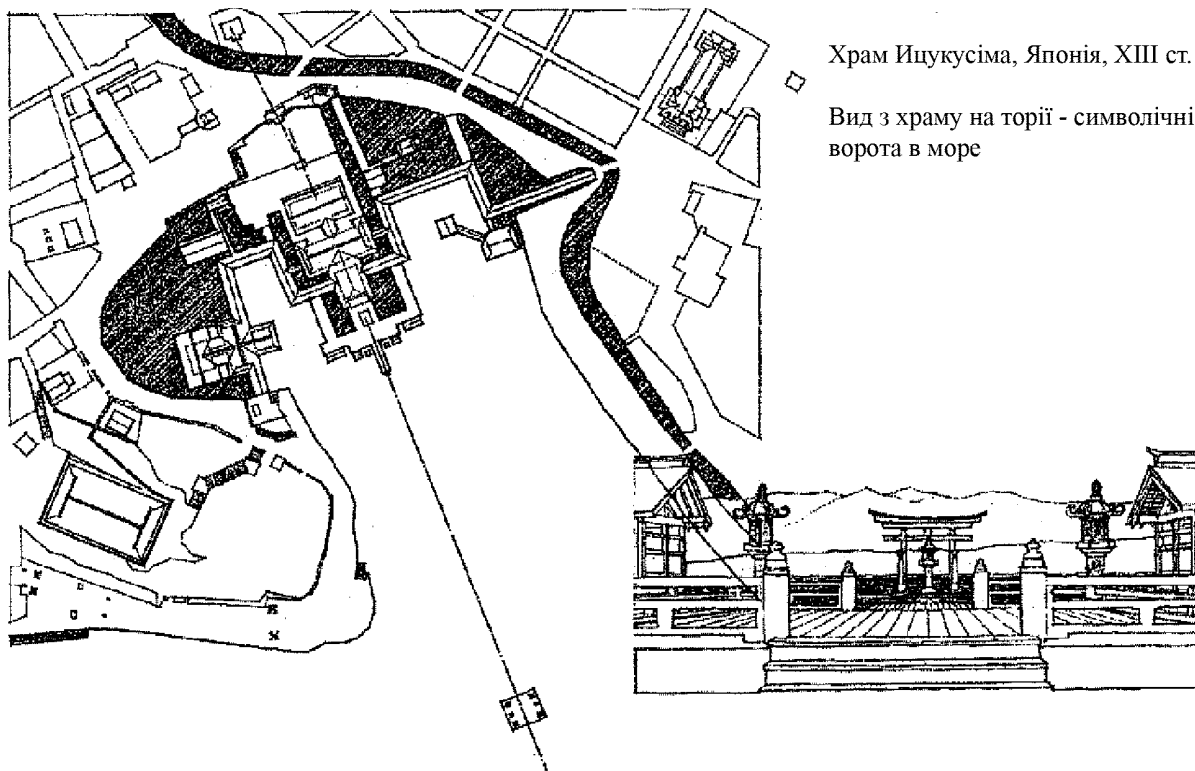 Храм Ицукусіма, Японія, XIII ст.
Вид з храму на торії - символічні
ворота в море